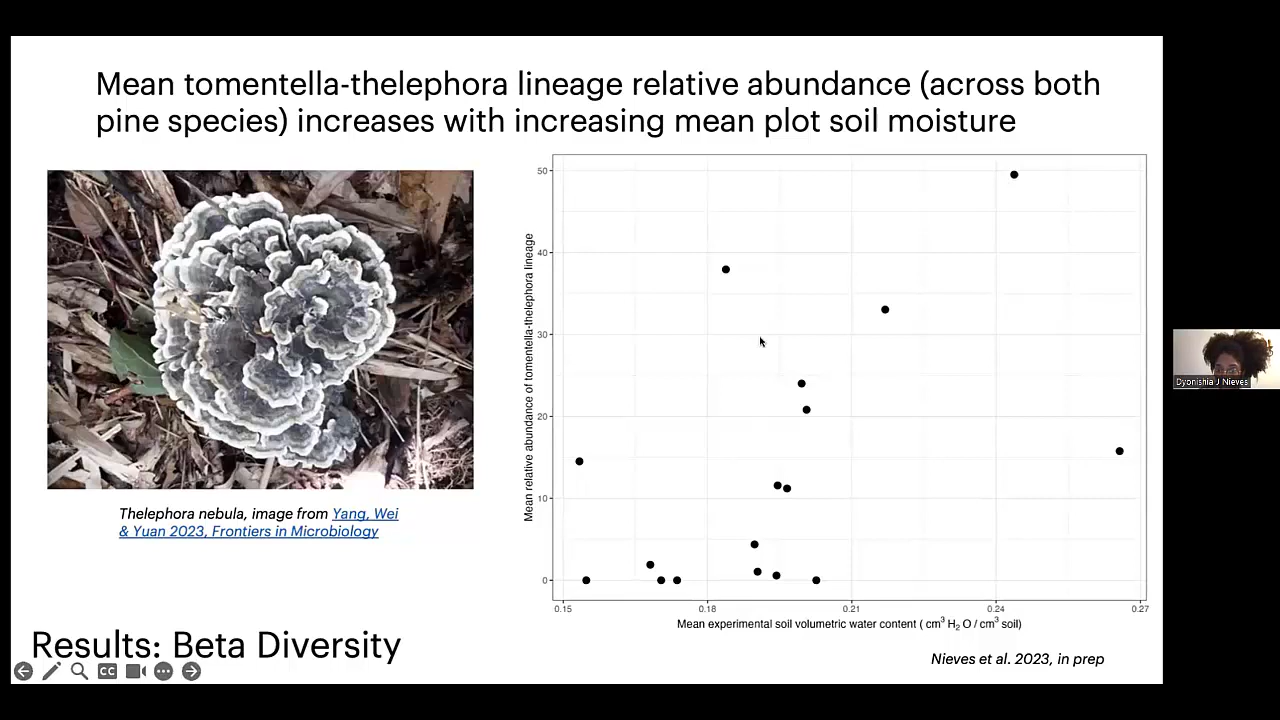 Mean tomentella-thelephora lineage relative abundance (across both
pine species) increases with increasing mean plot soil moisture
Thelephora nebula, image from Yang, Wei
& Yuan 2023, Frontiers in Microbiology
Mean relative abundance of tomentella-thelephora lineage
50
40
30
20
10
0
0.15 0.18 0.21 0.24 0.27
Mean experimental soil volumetric water content ( cm³ H₂ O / cm³ soil)
Dyonishia J Nieves
Results: Beta Diversity
CC
Nieves et al. 2023, in prep